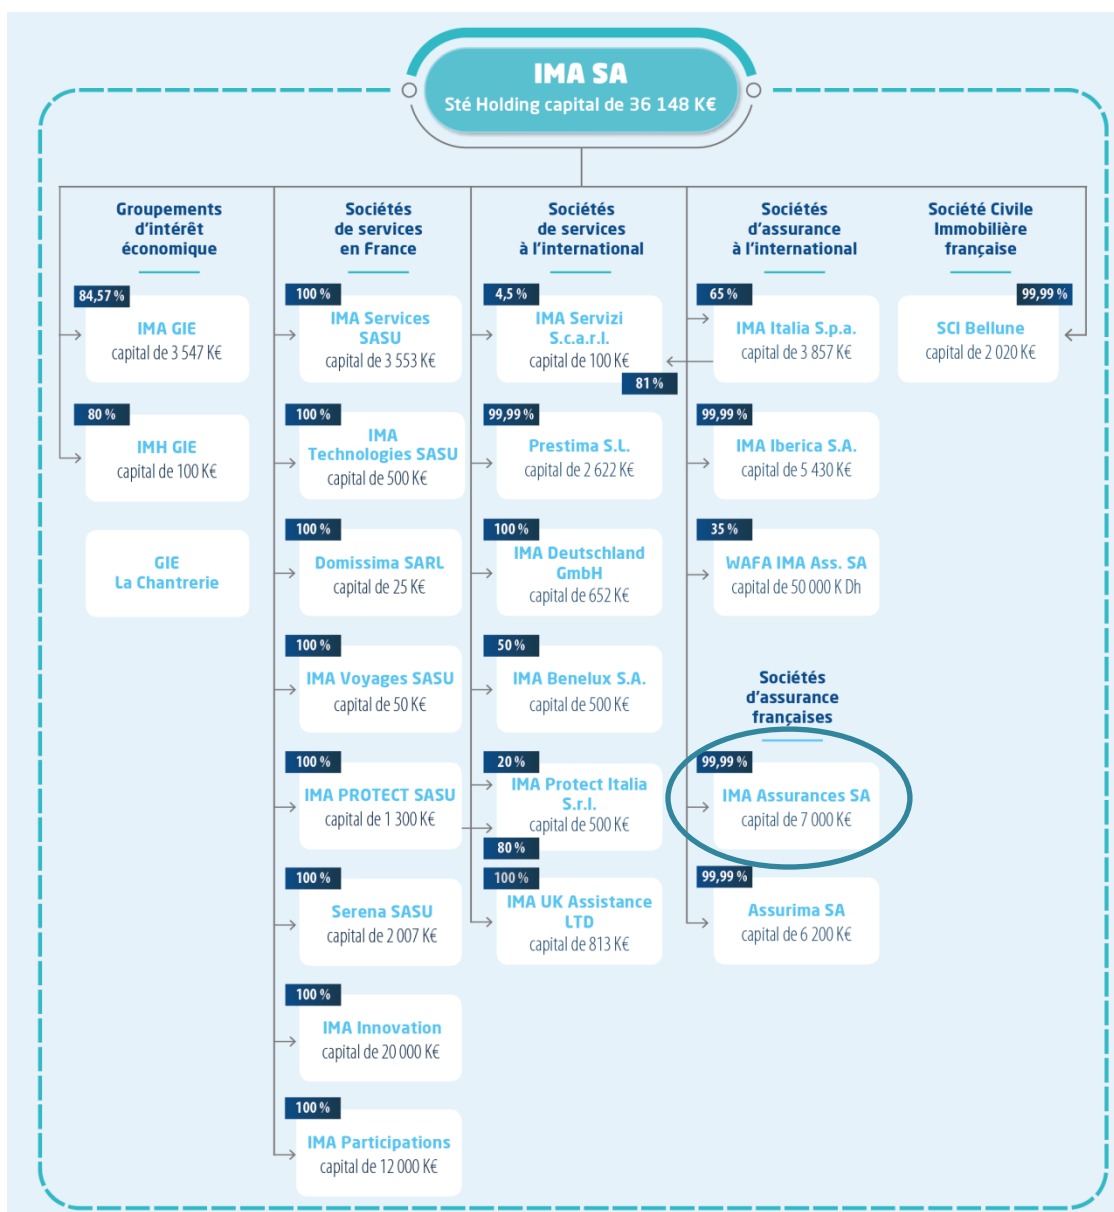 IMA SA
Sté Holding capital de 36 148 K€
Groupements
d'intérêt
économique
84,57 %
IMA GIE
capital de 3 547 K€
80 %
IMH GIE
capital de 100 K€
GIE
La Chantrerie
Sociétés
de services
en France
100 %
IMA Services
SASU
capital de 3 553 K€
100 %
IMA
Technologies SASU
capital de 500 K€
100 %
Domissima SARL
capital de 25 K€
100 %
IMA Voyages SASU
capital de 50 K€
100 %
IMA PROTECT SASU
capital de 1 300 K€
100 %
Serena SASU
capital de 2 007 K€
100 %
IMA Innovation
capital de 20 000 K€
100 %
IMA Participations
capital de 12 000 K€
Sociétés
de services
à l'international
4,5 %
IMA Servizi
S.c.a.r.l.
capital de 100 K€
81 %
99,99 %
Prestima S.L.
capital de 2 622 K€
100 %
IMA Deutschland
GmbH
capital de 652 K€
50 %
IMA Benelux S.A.
capital de 500 K€
20 %
IMA Protect Italia
S.r.l.
capital de 500 K€
80 %
100 %
IMA UK Assistance
LTD
capital de 813 K€
Sociétés
d'assurance
à l'international
65 %
IMA Italia S.p.a.
capital de 3 857 K€
99,99 %
IMA Iberica S.A.
capital de 5 430 K€
35 %
WAFA IMA Ass. SA
capital de 50 000 K Dh
Sociétés
d'assurance
françaises
99,99 %
IMA Assurances SA
capital de 7 000 K€
99,99 %
Assurima SA
capital de 6 200 K€
Société Civile
Immobilière
française
99,99 %
SCI Bellune
capital de 2 020 K€